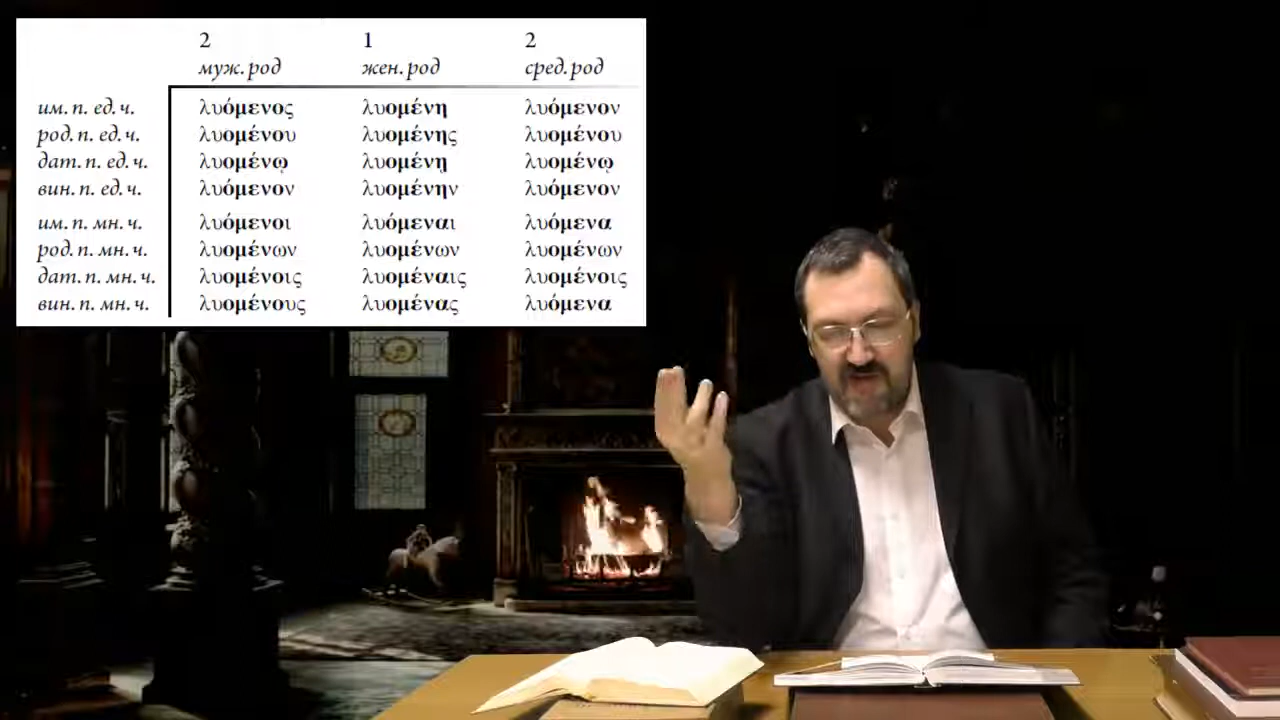 2 1 2
муж. род жен. род сред. род
им. п. ед. ч. λυόμενος λυομένη λυόμενον
род. п. ед. ч. λυομένου λυομένης λυομένου
дат. п. ед. ч. λυομένῳ λυομένῃ λυομένῳ
вин. п. ед. ч. λυόμενον λυομένην λυόμενον
им. п. мн. ч. λυόμενοι λυόμεναι λυόμενα
род. п. мн. ч. λυομένων λυομένων λυομένων
дат. п. мн. ч. λυομένοις λυομέναις λυομένοις
вин. п. мн. ч. λυομένους λυομένας λυόμενα